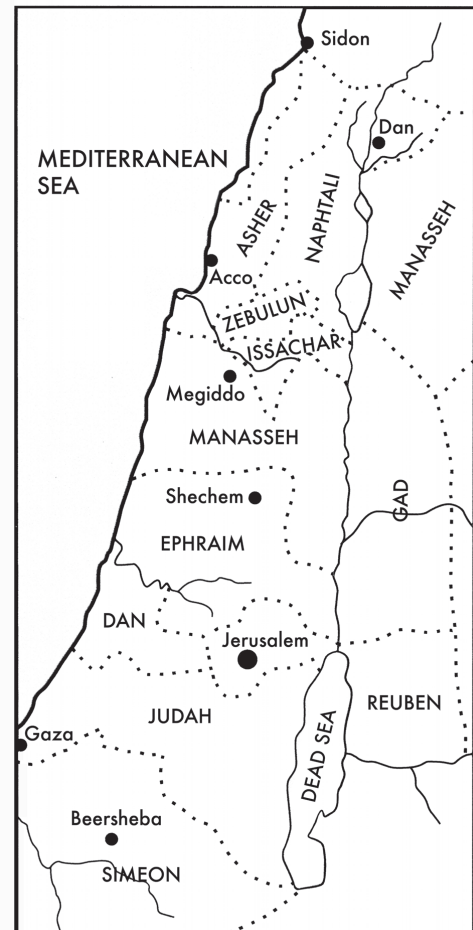 Sidon
Dan
MEDITERRANEAN
SEA
ASHER
NAPHTALI
MANASSEH
Acco
ZEBULUN
ISSACHAR
Megiddo
MANASSEH
Shechem
GAD
EPHRAIM
DAN
Jerusalem
JUDAH
REUBEN
Gaza
DEAD SEA
Beersheba
SIMEON